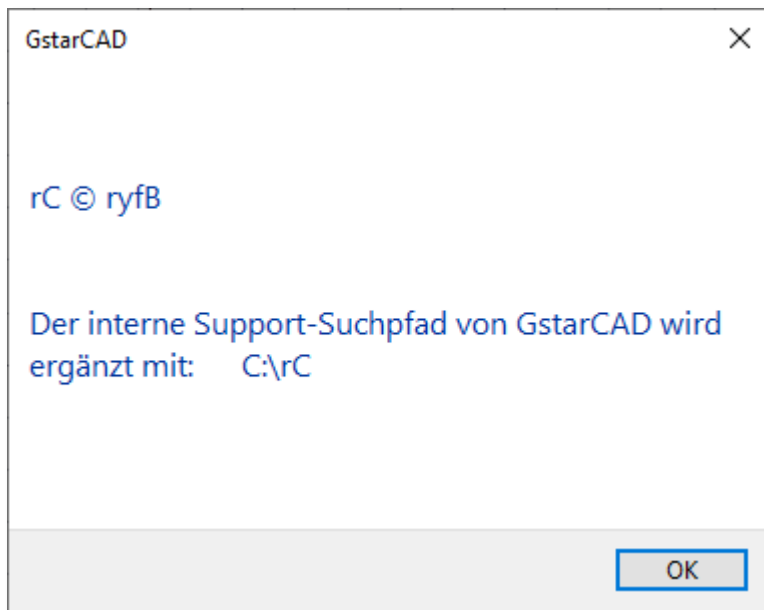 GstarCAD
rC © ryfB
Der interne Support-Suchpfad von GstarCAD wird
ergänzt mit: C:\rC
OK